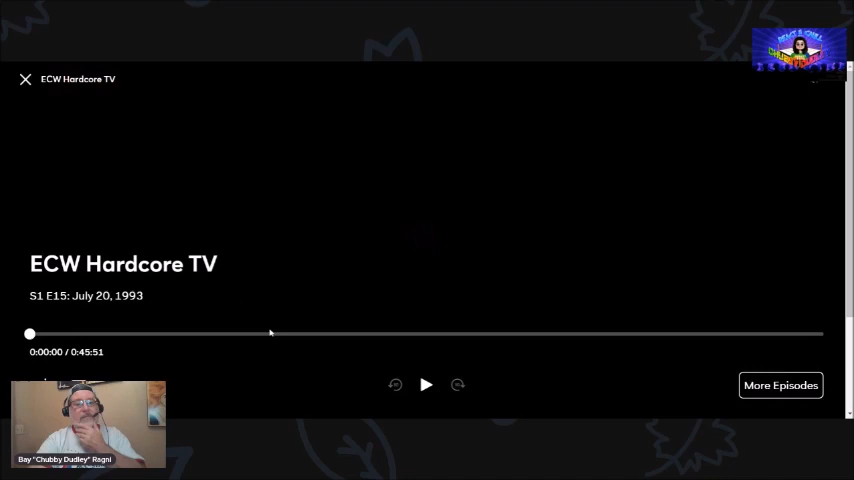 ECW Hardcore TV
ECW Hardcore TV
S1 E15: July 20, 1993
0:00:00 / 0:45:51
More Episodes
Bay "Chubby Dudley" Ragni